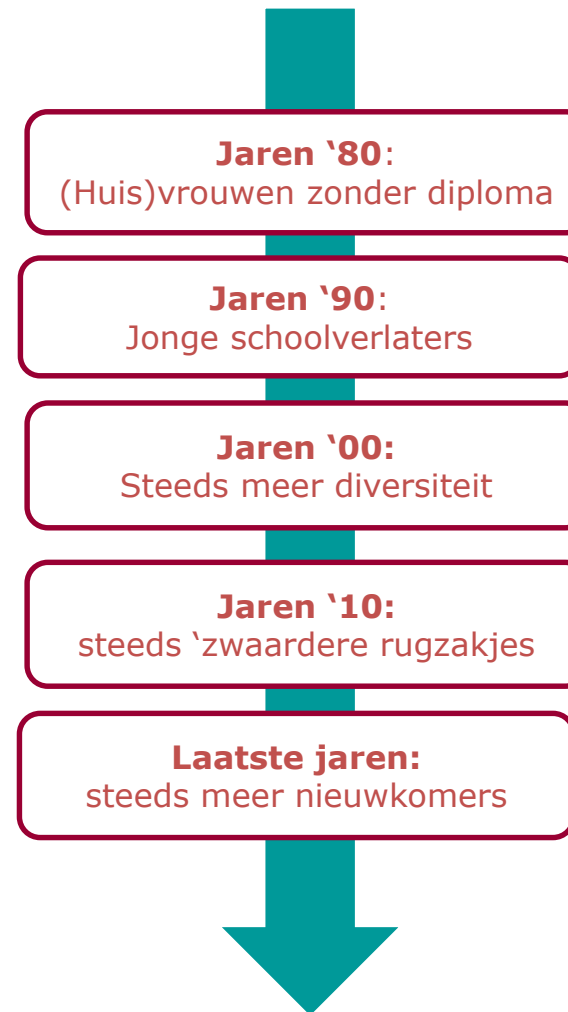 Jaren ‘80:
(Huis)vrouwen zonder diploma
Jaren ‘90:
Jonge schoolverlaters
Jaren ‘00:
Steeds meer diversiteit
Jaren ‘10:
steeds ‘zwaardere rugzakjes
Laatste jaren:
steeds meer nieuwkomers